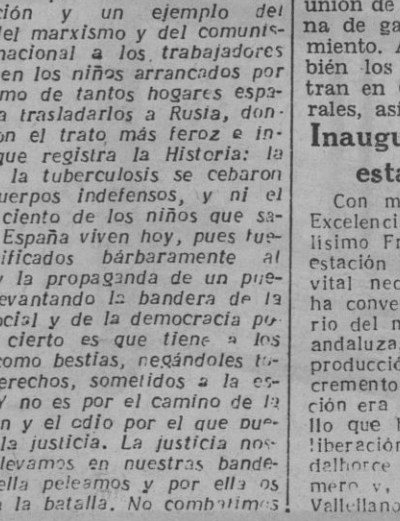 ción y un ejemplo del
del marxismo y del comunis-
nacional a los trabajadores
en los niños arrancados por
mo de tantos hogares espa-
a trasladarlos a Rusia, don-
on el trato más feroz e in-
que registra la Historia: la
la tuberculosis se cebaron
uerpos indefensos, y ni el
ciento de los niños que sa-
España viven hoy, pues fue-
ificados bárbaramente al
y la propaganda de un pue-
levantando la bandera de la
ocial y de la democracia po-
cierto es que tiene a los
como bestias, negándoles to-
erechos, sometidos a la es-
Y no es por el camino de la
n y el odio por el que pue-
la justicia. La justicia nos-
levamos en nuestras bande-
ella peleamos y por ella os
a la batalla. No combatimos
unión de
na de ga
miento. A
bién los
tran en
rales, así
Inaugu
esta
Con m
Excelenci
lísimo Fr
estación
vital nec
ha conve
rio del m
andaluza,
producció
cremento
ción era
llo que h
liberación
dalhorce
mero v,
Vallellano